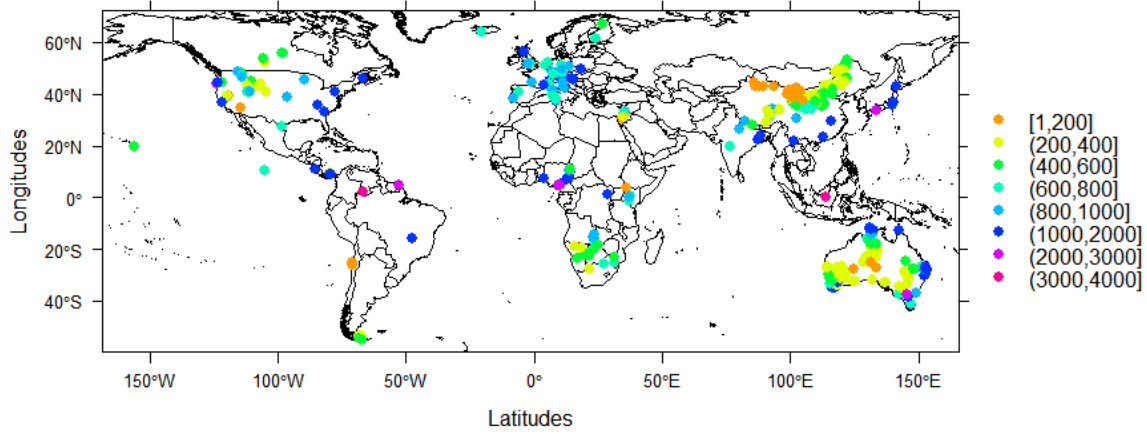 60°N
40°N
20°N
0°
20°S
40°S
Longitudes
150°W
100°W
50°W
0°
50°E
100°E
150°E
Latitudes
[1,200]
(200,400]
(400,600]
(600,800]
(800,1000]
(1000,2000]
(2000,3000]
(3000,4000]